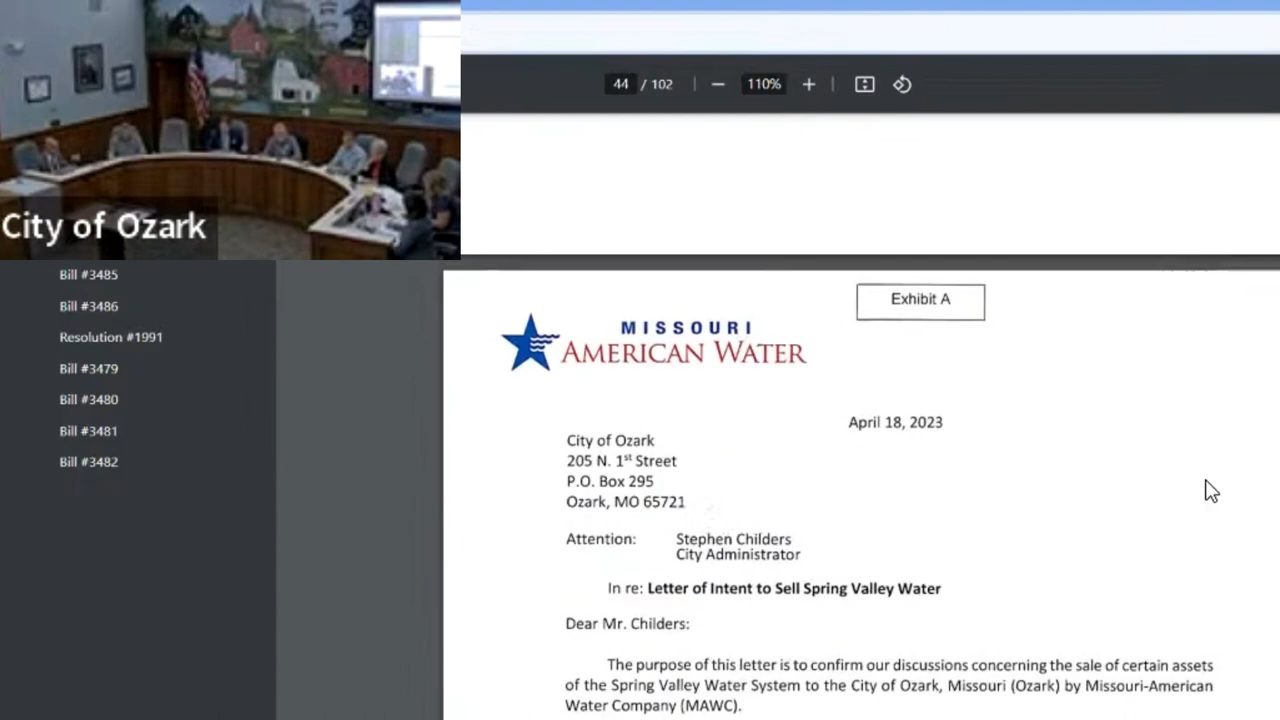 44 / 102
110%
City of Ozark
Bill #3485
Bill #3486
Resolution #1991
Bill #3479
Bill #3480
Bill #3481
Bill #3482
Exhibit A
MISSOURI
AMERICAN WATER
April 18, 2023
City of Ozark
205 N. 1st Street
P.O. Box 295
Ozark, MO 65721
Attention: Stephen Childers
City Administrator
In re: Letter of Intent to Sell Spring Valley Water
Dear Mr. Childers:
The purpose of this letter is to confirm our discussions concerning the sale of certain assets
of the Spring Valley Water System to the City of Ozark, Missouri (Ozark) by Missouri-American
Water Company (MAWC).